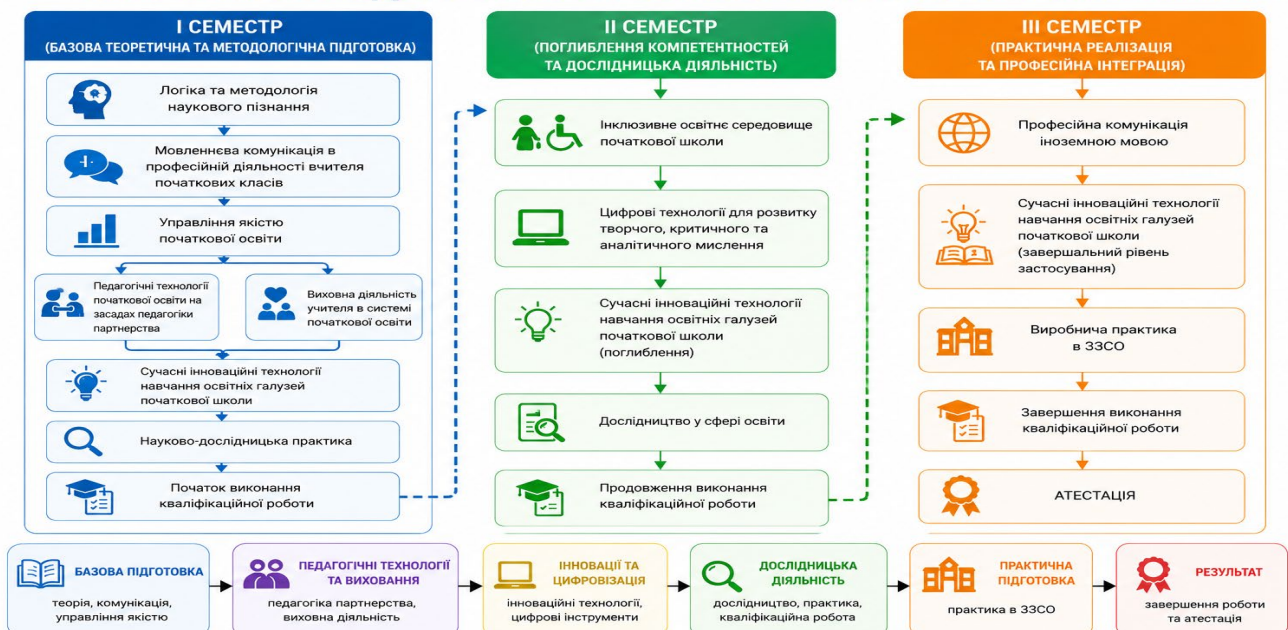 І СЕМЕСТР
(БАЗОВА ТЕОРЕТИЧНА ТА МЕТОДОЛОГІЧНА ПІДГОТОВКА)
Логіка та методологія
наукового пізнання
Мовленнєва комунікація в
професійній діяльності вчителя
початкових класів
Управління якістю
початкової освіти
Педагогічні технології
початкової освіти на
засадах педагогіки
партнерства
Виховна діяльність
учителя в системі
початкової освіти
Сучасні інноваційні технології
навчання освітніх галузей
початкової школи
Науково-дослідницька практика
Початок виконання
кваліфікаційної роботи
ІІ СЕМЕСТР
(ПОГЛИБЛЕННЯ КОМПЕТЕНТНОСТЕЙ
ТА ДОСЛІДНИЦЬКА ДІЯЛЬНІСТЬ)
Інклюзивне освітнє середовище
початкової школи
Цифрові технології для розвитку
творчого, критичного та
аналітичного мислення
Сучасні інноваційні технології
навчання освітніх галузей
початкової школи
(поглиблення)
Дослідництво у сфері освіти
Продовження виконання
кваліфікаційної роботи
ІІІ СЕМЕСТР
(ПРАКТИЧНА РЕАЛІЗАЦІЯ
ТА ПРОФЕСІЙНА ІНТЕГРАЦІЯ)
Професійна комунікація
іноземною мовою
Сучасні інноваційні технології
навчання освітніх галузей
початкової школи
(завершальний рівень
застосування)
Виробнича практика
в ЗЗСО
Завершення виконання
кваліфікаційної роботи
АТЕСТАЦІЯ
БАЗОВА ПІДГОТОВКА
теорія, комунікація,
управління якістю
ПЕДАГОГІЧНІ ТЕХНОЛОГІЇ
ТА ВИХОВАННЯ
педагогіка партнерства,
виховна діяльність
ІННОВАЦІЇ ТА
ЦИФРОВІЗАЦІЯ
інноваційні технології,
цифрові інструменти
ДОСЛІДНИЦЬКА
ДІЯЛЬНІСТЬ
дослідництво, практика,
кваліфікаційна робота
ПРАКТИЧНА
ПІДГОТОВКА
практика в ЗЗСО
РЕЗУЛЬТАТ
завершення роботи
та атестація